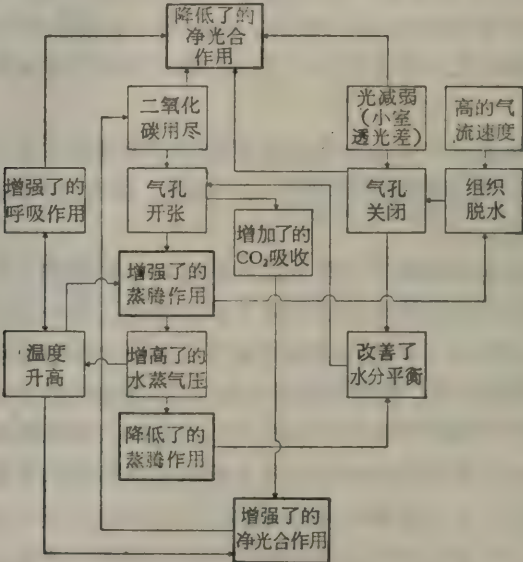 降低了的
净光合
作用
二氧化
碳用尽
光减弱
(小室
透光差)
高的气
流速度
增强了的
呼吸作用
气孔
开张
气孔
关闭
组织
脱水
增加了的
CO₂吸收
增强了的
蒸腾作用
温度
升高
增高了的
水蒸气压
改善了
水分平衡
降低了的
蒸腾作用
增强了的
净光合作用